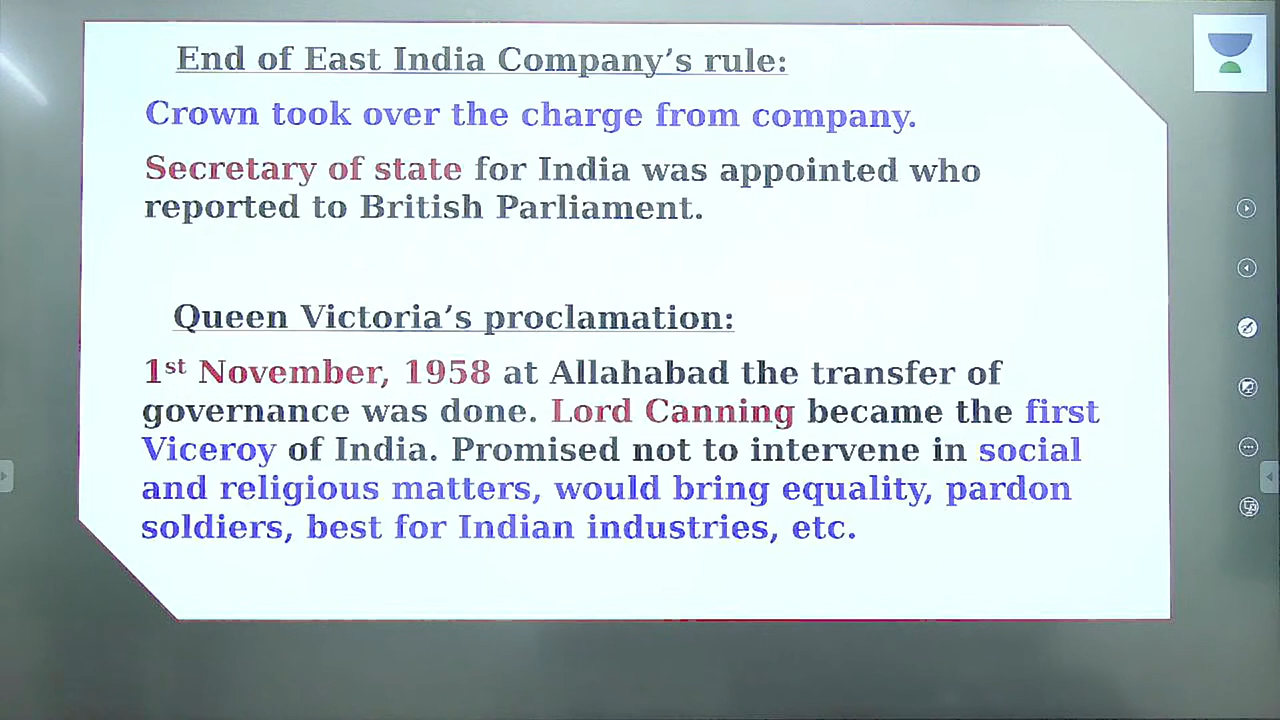 End of East India Company’s rule:
Crown took over the charge from company.
Secretary of state for India was appointed who
reported to British Parliament.
Queen Victoria’s proclamation:
1st November, 1958 at Allahabad the transfer of
governance was done. Lord Canning became the first
Viceroy of India. Promised not to intervene in social
and religious matters, would bring equality, pardon
soldiers, best for Indian industries, etc.